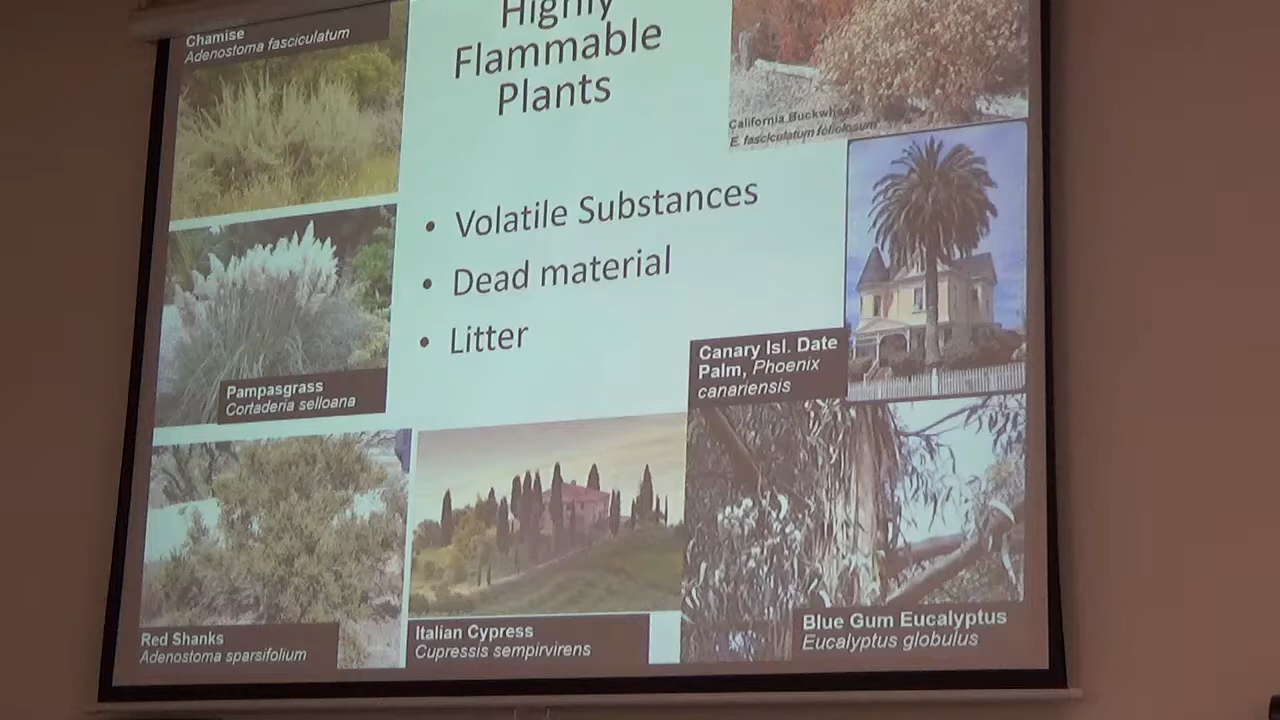 Chamise
Adenostoma fasciculatum
Highly
Flammable
Plants
California Buckwheat
E. fasciculatum foliolosum
• Volatile Substances
• Dead material
• Litter
Pampasgrass
Cortaderia selloana
Canary Isl. Date
Palm, Phoenix
canariensis
Red Shanks
Adenostoma sparsifolium
Italian Cypress
Cupressis sempirvirens
Blue Gum Eucalyptus
Eucalyptus globulus